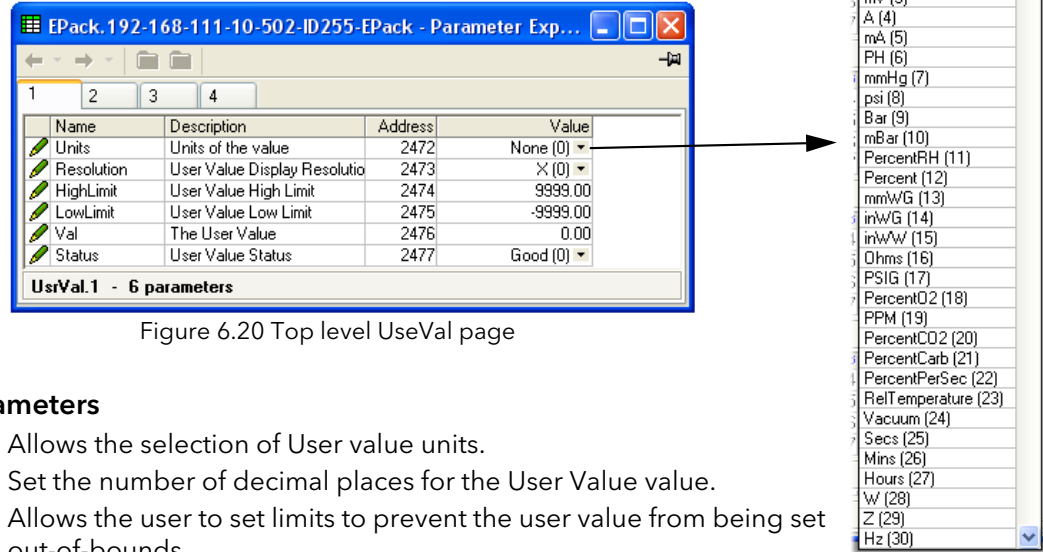 EPack.192-168-111-10-502-ID255-EPack - Parameter Exp...
1 2 3 4
Name Description Address Value
Units Units of the value 2472 None (0)
Resolution User Value Display Resolutio 2473 X (0)
HighLimit User Value High Limit 2474 9999.00
LowLimit User Value Low Limit 2475 -9999.00
Val The User Value 2476 0.00
Status User Value Status 2477 Good (0)
UsrVal.1 - 6 parameters
Figure 6.20 Top level UseVal page
ameters
Allows the selection of User value units.
Set the number of decimal places for the User Value value.
Allows the user to set limits to prevent the user value from being set
out-of-bounds
A (4)
mA (5)
PH (6)
mmHg (7)
psi (8)
Bar (9)
mBar (10)
PercentRH (11)
Percent (12)
mmWG (13)
inWG (14)
inWW (15)
Ohms (16)
PSIG (17)
PercentO2 (18)
PPM (19)
PercentCO2 (20)
PercentCarb (21)
PercentPerSec (22)
RelTemperature (23)
Vacuum (24)
Secs (25)
Mins (26)
Hours (27)
W (28)
Z (29)
Hz (30)